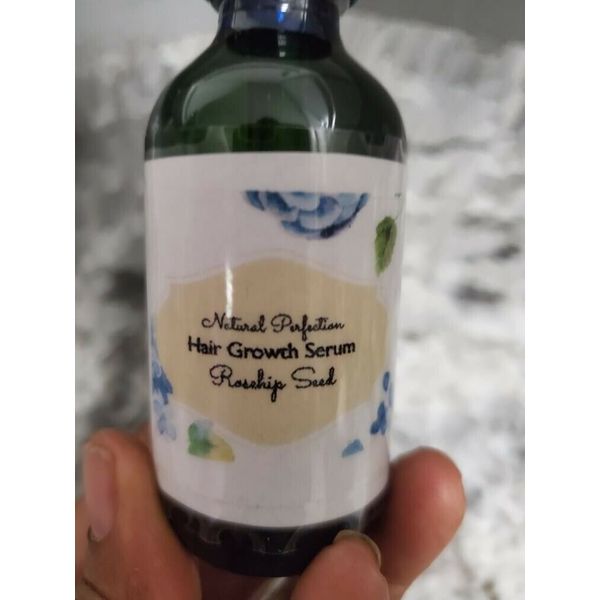 Natural Perfection
Hair Growth Serum
Rosehip Seed